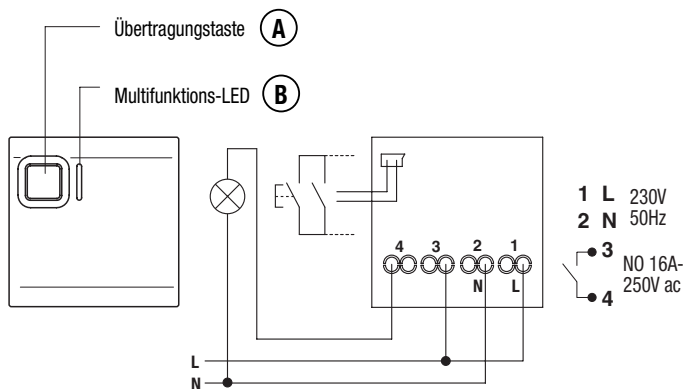 Übertragungstaste A
Multifunktions-LED B
4 3 2 1
N L
1 L 230V
2 N 50Hz
3
NO 16A-
250V ac
4
L
N